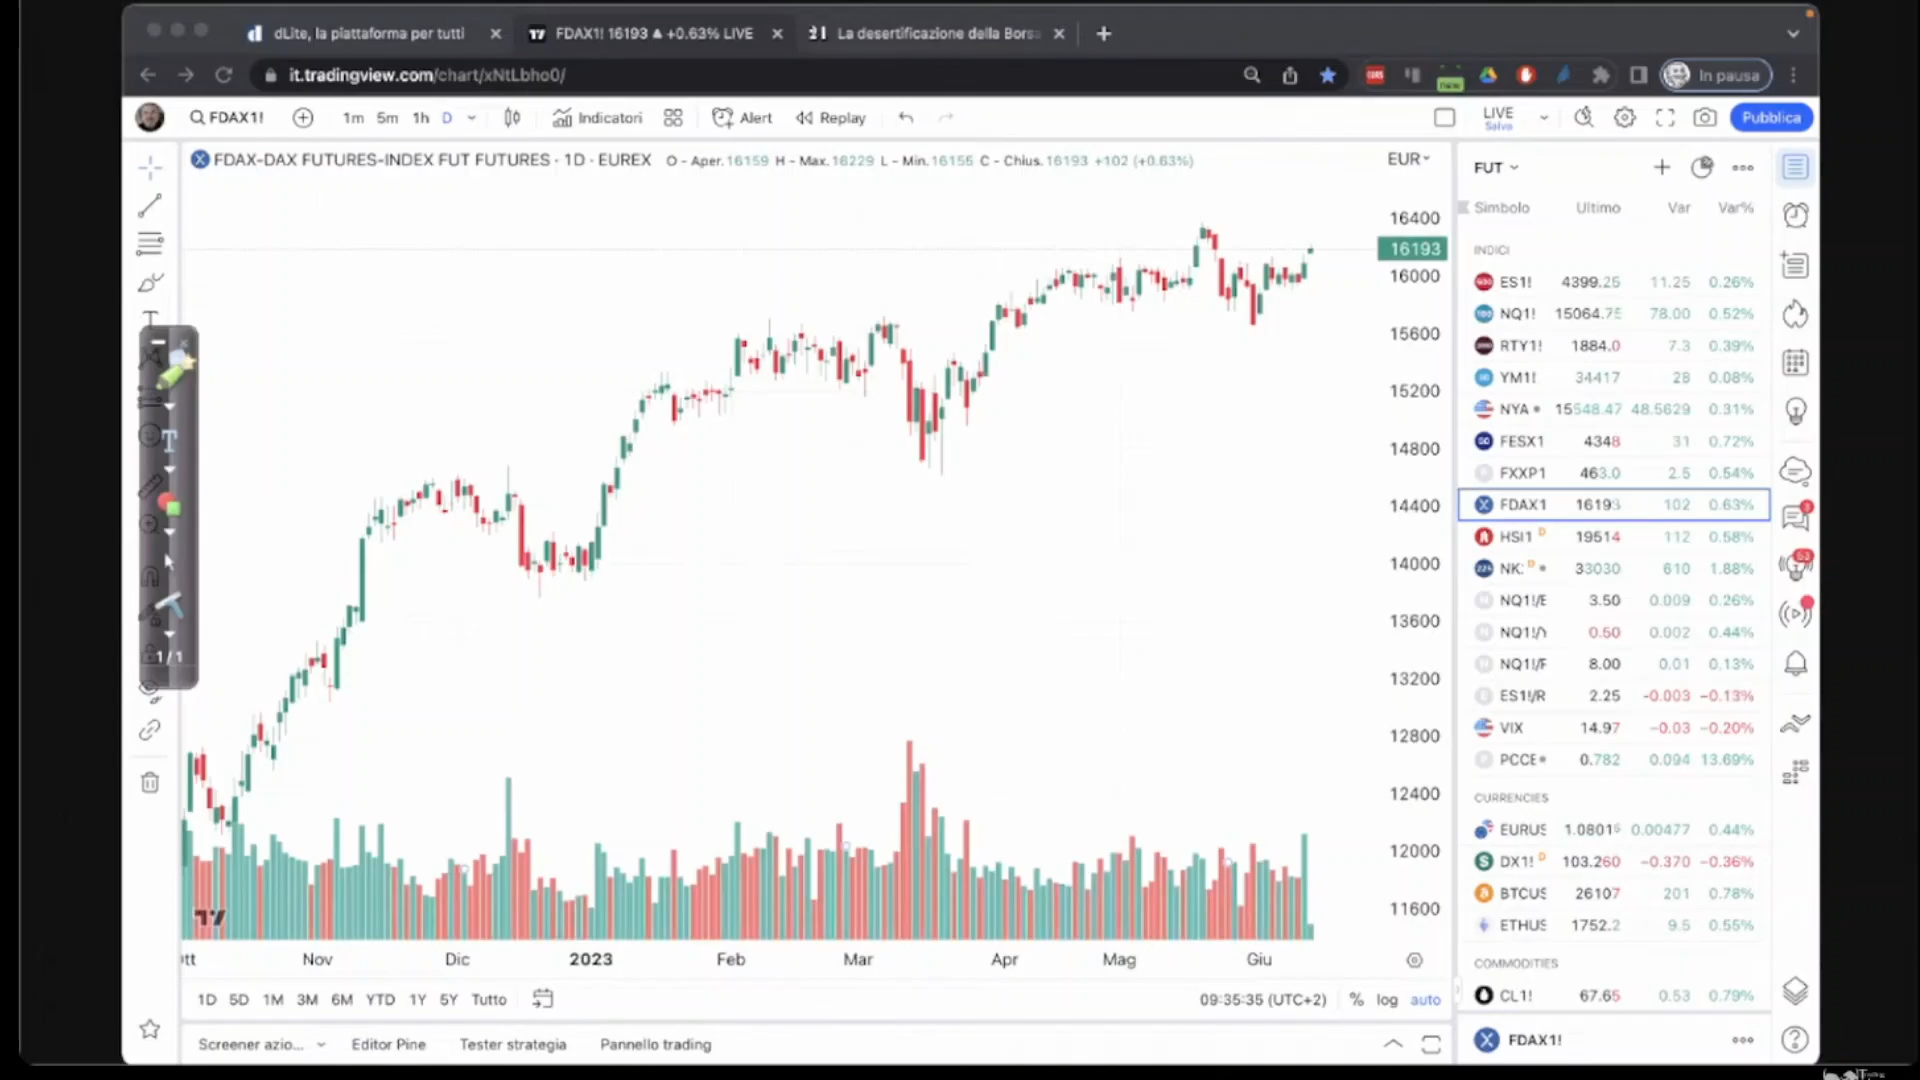 dLite, la piattaforma per tutti
FDAX1! 16193 ▲ +0.63% LIVE
La desertificazione della Borsa
it.tradingview.com/chart/xNtLbho0/
new
In pausa
FDAX1!
1m 5m 1h D
Indicatori
Alert
Replay
LIVE
Salva
Pubblica
FDAX-DAX FUTURES-INDEX FUT FUTURES · 1D · EUREX
O - Aper.16159 H - Max.16229 L - Min.16155 C - Chius.16193 +102 (+0.63%)
EUR
16400
16193
16000
15600
15200
14800
14400
14000
13600
13200
12800
12400
12000
11600
1/1
Nov Dic 2023 Feb Mar Apr Mag Giu
1D 5D 1M 3M 6M YTD 1Y 5Y Tutto
09:35:35 (UTC+2) % log auto
Screener azio... Editor Pine Tester strategia Pannello trading
FUT
Simbolo Ultimo Var Var%
INDICI
ES1! 4399.25 11.25 0.26%
NQ1! 15064.75 78.00 0.52%
RTY1! 1884.0 7.3 0.39%
YM1! 34417 28 0.08%
NYA 15548.47 48.5629 0.31%
FESX1 4348 31 0.72%
FXXP1 463.0 2.5 0.54%
FDAX1 16193 102 0.63%
HSI1 D 19514 112 0.58%
NK: D 33030 610 1.88%
NQ1!/E 3.50 0.009 0.26%
NQ1!/Y 0.50 0.002 0.44%
NQ1!/F 8.00 0.01 0.13%
ES1!/R 2.25 −0.003 −0.13%
VIX 14.97 −0.03 −0.20%
PCCE 0.782 0.094 13.69%
CURRENCIES
EURUS 1.08015 0.00477 0.44%
DX1! D 103.260 −0.370 −0.36%
BTCUS 26107 201 0.78%
ETHUS 1752.2 9.5 0.55%
COMMODITIES
CL1! 67.65 0.53 0.79%
FDAX1!